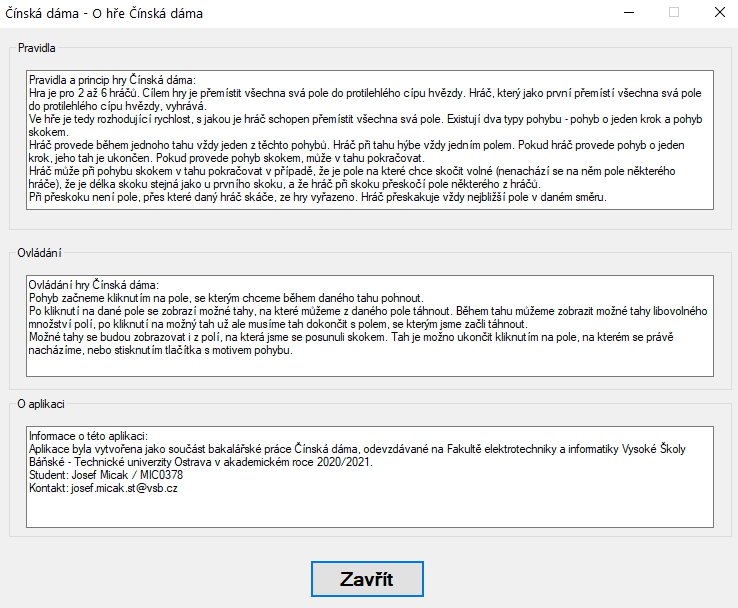 Čínská dáma - O hře Čínská dáma
Pravidla
Pravidla a princip hry Čínská dáma:
Hra je pro 2 až 6 hráčů. Cílem hry je přemístit všechna svá pole do protilehlého cípu hvězdy. Hráč, který jako první přemístí všechna svá pole
do protilehlého cípu hvězdy, vyhrává.
Ve hře je tedy rozhodující rychlost, s jakou je hráč schopen přemístit všechna svá pole. Existují dva typy pohybu - pohyb o jeden krok a pohyb
skokem.
Hráč provede během jednoho tahu vždy jeden z těchto pohybů. Hráč při tahu hýbe vždy jedním polem. Pokud hráč provede pohyb o jeden
krok, jeho tah je ukončen. Pokud provede pohyb skokem, může v tahu pokračovat.
Hráč může při pohybu skokem v tahu pokračovat v případě, že je pole na které chce skočit volné (nenachází se na něm pole některého
hráče), že je délka skoku stejná jako u prvního skoku, a že hráč při skoku přeskočí pole některého z hráčů.
Při přeskoku není pole, přes které daný hráč skáče, ze hry vyřazeno. Hráč přeskakuje vždy nejbližší pole v daném směru.
Ovládání
Ovládání hry Čínská dáma:
Pohyb začneme kliknutím na pole, se kterým chceme během daného tahu pohnout.
Po kliknutí na dané pole se zobrazí možné tahy, na které můžeme z daného pole táhnout. Během tahu můžeme zobrazit možné tahy libovolného
množství polí, po kliknutí na možný tah už ale musíme tah dokončit s polem, se kterým jsme začli táhnout.
Možné tahy se budou zobrazovat i z polí, na která jsme se posunuli skokem. Tah je možno ukončit kliknutím na pole, na kterém se právě
nacházíme, nebo stisknutím tlačítka s motivem pohybu.
O aplikaci
Informace o této aplikaci:
Aplikace byla vytvořena jako součást bakalářské práce Čínská dáma, odevzdávané na Fakultě elektrotechniky a informatiky Vysoké Školy
Báňské - Technické univerzity Ostrava v akademickém roce 2020/2021.
Student: Josef Micak / MIC0378
Kontakt: josef.micak.st@vsb.cz
Zavřít